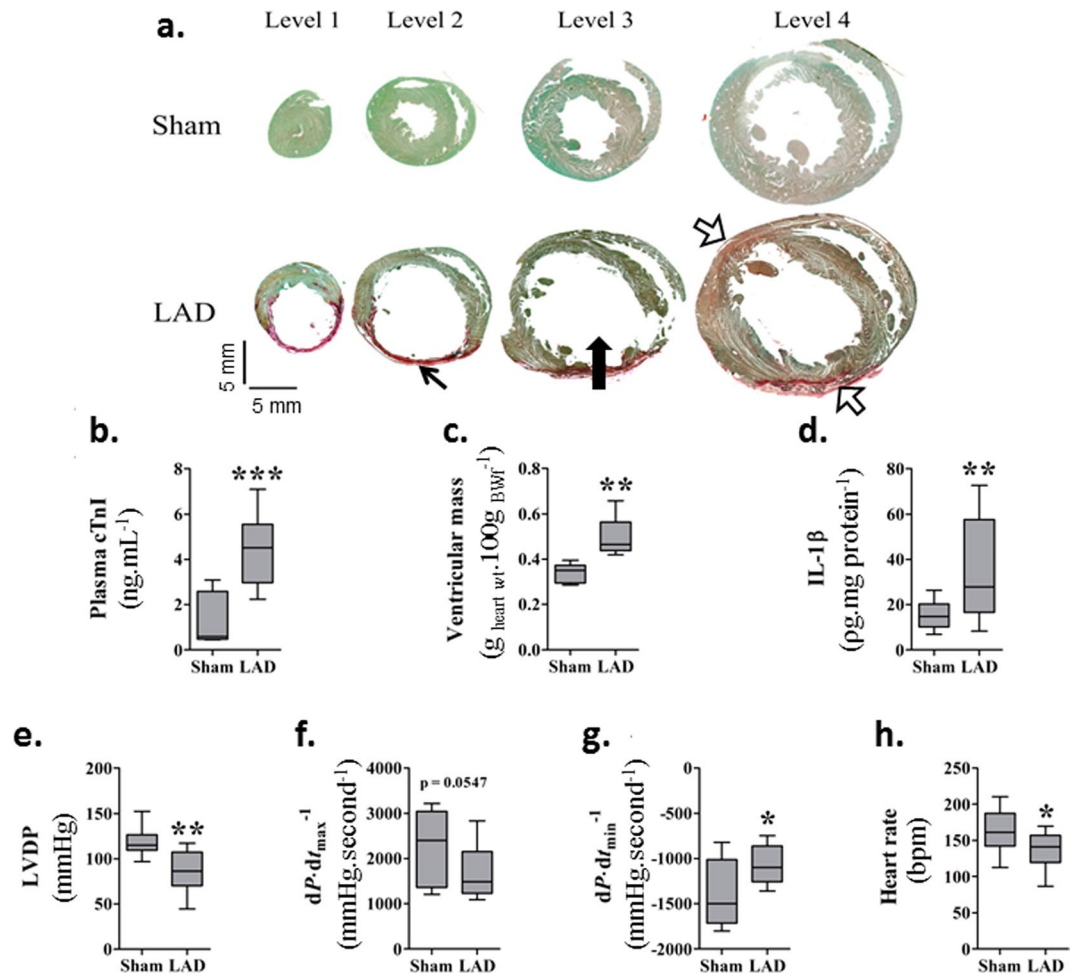 a.
Level 1 Level 2 Level 3 Level 4
Sham
LAD
5 mm
5 mm
b.
Plasma cTnI
(ng.mL⁻¹)
8
6
4
2
0
***
Sham LAD
c.
Ventricular mass
(g heart wt.100g BWf⁻¹)
0.8
0.6
0.4
0.2
0.0
**
Sham LAD
d.
IL-1β
(ρg.mg protein⁻¹)
80
60
40
20
0
**
Sham LAD
e.
LVDP
(mmHg)
200
150
100
50
0
**
Sham LAD
f.
dP·dtmax⁻¹
(mmHg.second⁻¹)
4000
3000
2000
1000
0
p = 0.0547
Sham LAD
g.
dP·dtmin⁻¹
(mmHg.second⁻¹)
0
-500
-1000
-1500
-2000
*
Sham LAD
h.
Heart rate
(bpm)
250
200
150
100
50
0
*
Sham LAD